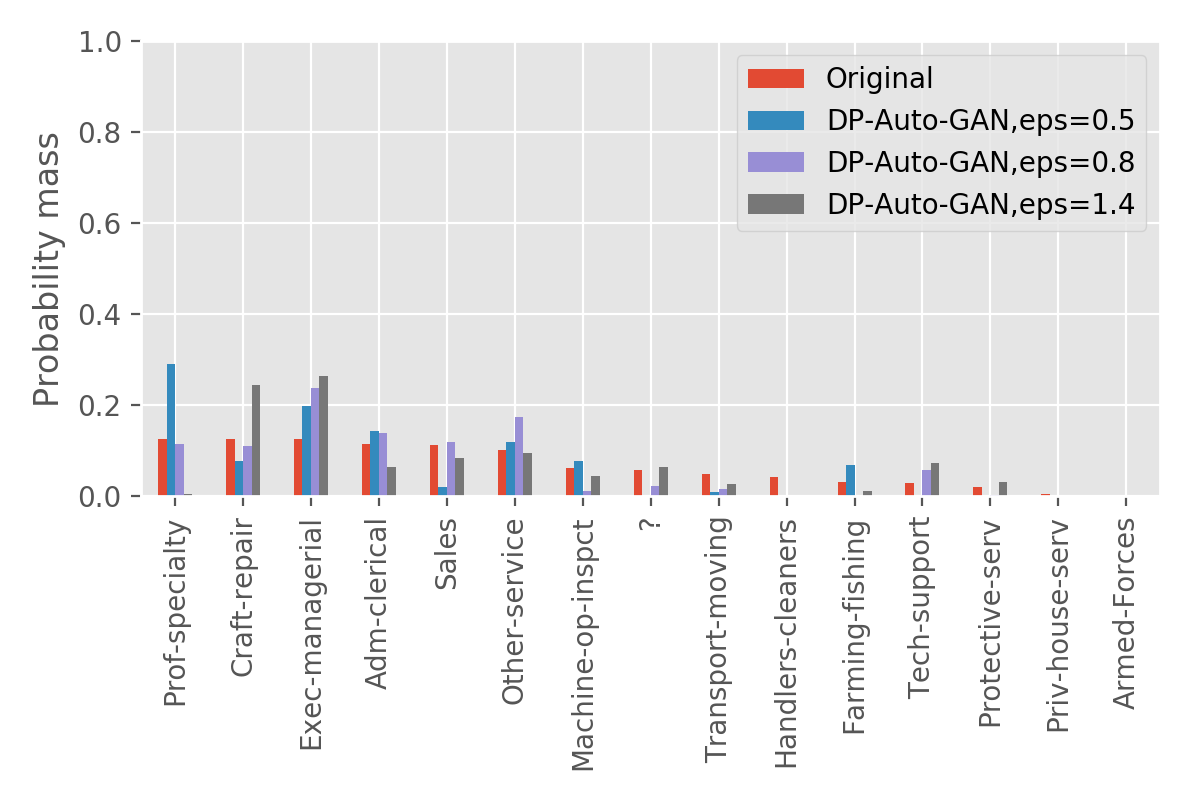 1.0
0.8
0.6
0.4
0.2
0.0
Probability mass
Original
DP-Auto-GAN,eps=0.5
DP-Auto-GAN,eps=0.8
DP-Auto-GAN,eps=1.4
Prof-specialty
Craft-repair
Exec-managerial
Adm-clerical
Sales
Other-service
Machine-op-inspct
?
Transport-moving
Handlers-cleaners
Farming-fishing
Tech-support
Protective-serv
Priv-house-serv
Armed-Forces